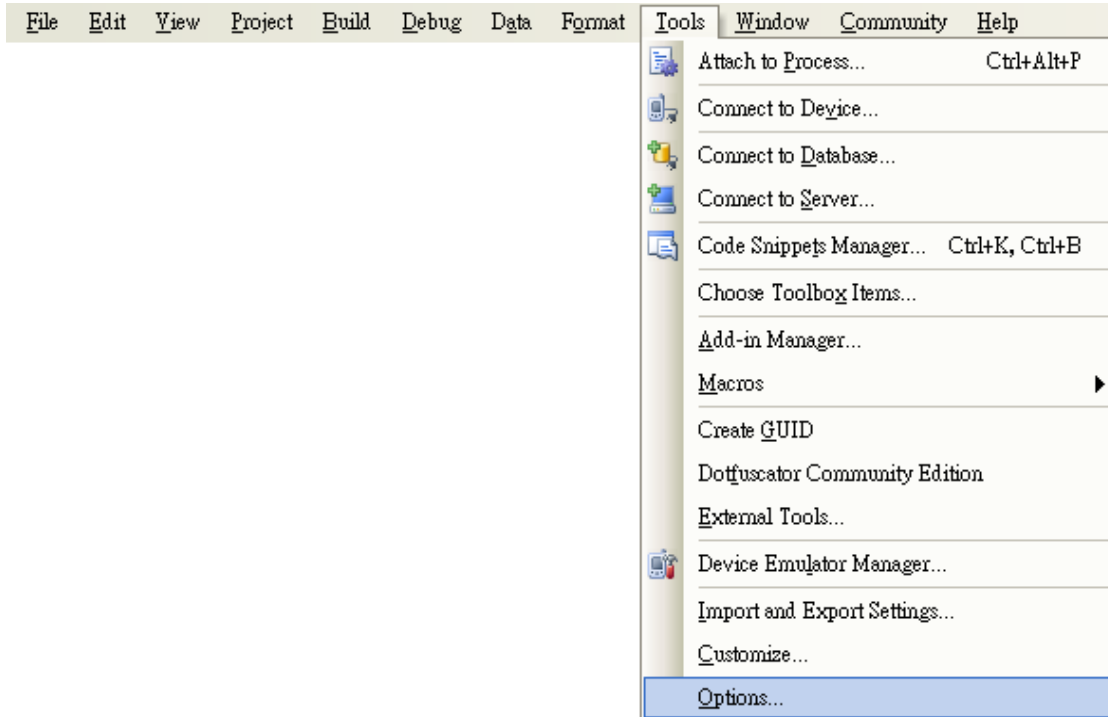 File Edit View Project Build Debug Data Format Tools Window Community Help
Attach to Process... Ctrl+Alt+P
Connect to Device...
Connect to Database...
Connect to Server...
Code Snippets Manager... Ctrl+K, Ctrl+B
Choose Toolbox Items...
Add-in Manager...
Macros
Create GUID
Dotfuscator Community Edition
External Tools...
Device Emulator Manager...
Import and Export Settings...
Customize...
Options...